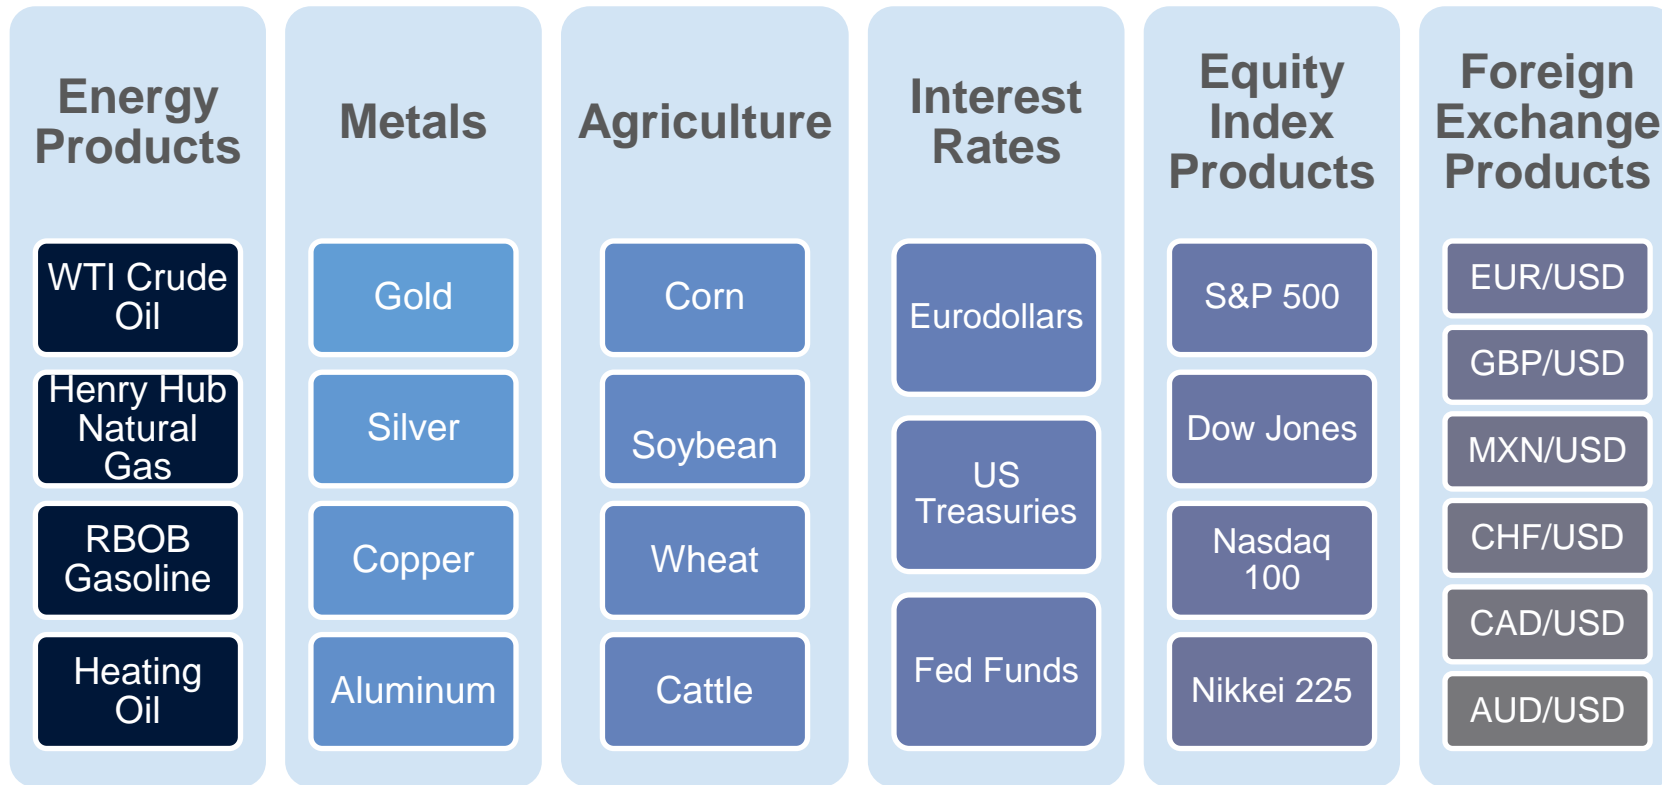 Energy
Products
WTI Crude
Oil
Henry Hub
Natural
Gas
RBOB
Gasoline
Heating
Oil
Metals
Gold
Silver
Copper
Aluminum
Agriculture
Corn
Soybean
Wheat
Cattle
Interest
Rates
Eurodollars
US
Treasuries
Fed Funds
Equity
Index
Products
S&P 500
Dow Jones
Nasdaq
100
Nikkei 225
Foreign
Exchange
Products
EUR/USD
GBP/USD
MXN/USD
CHF/USD
CAD/USD
AUD/USD